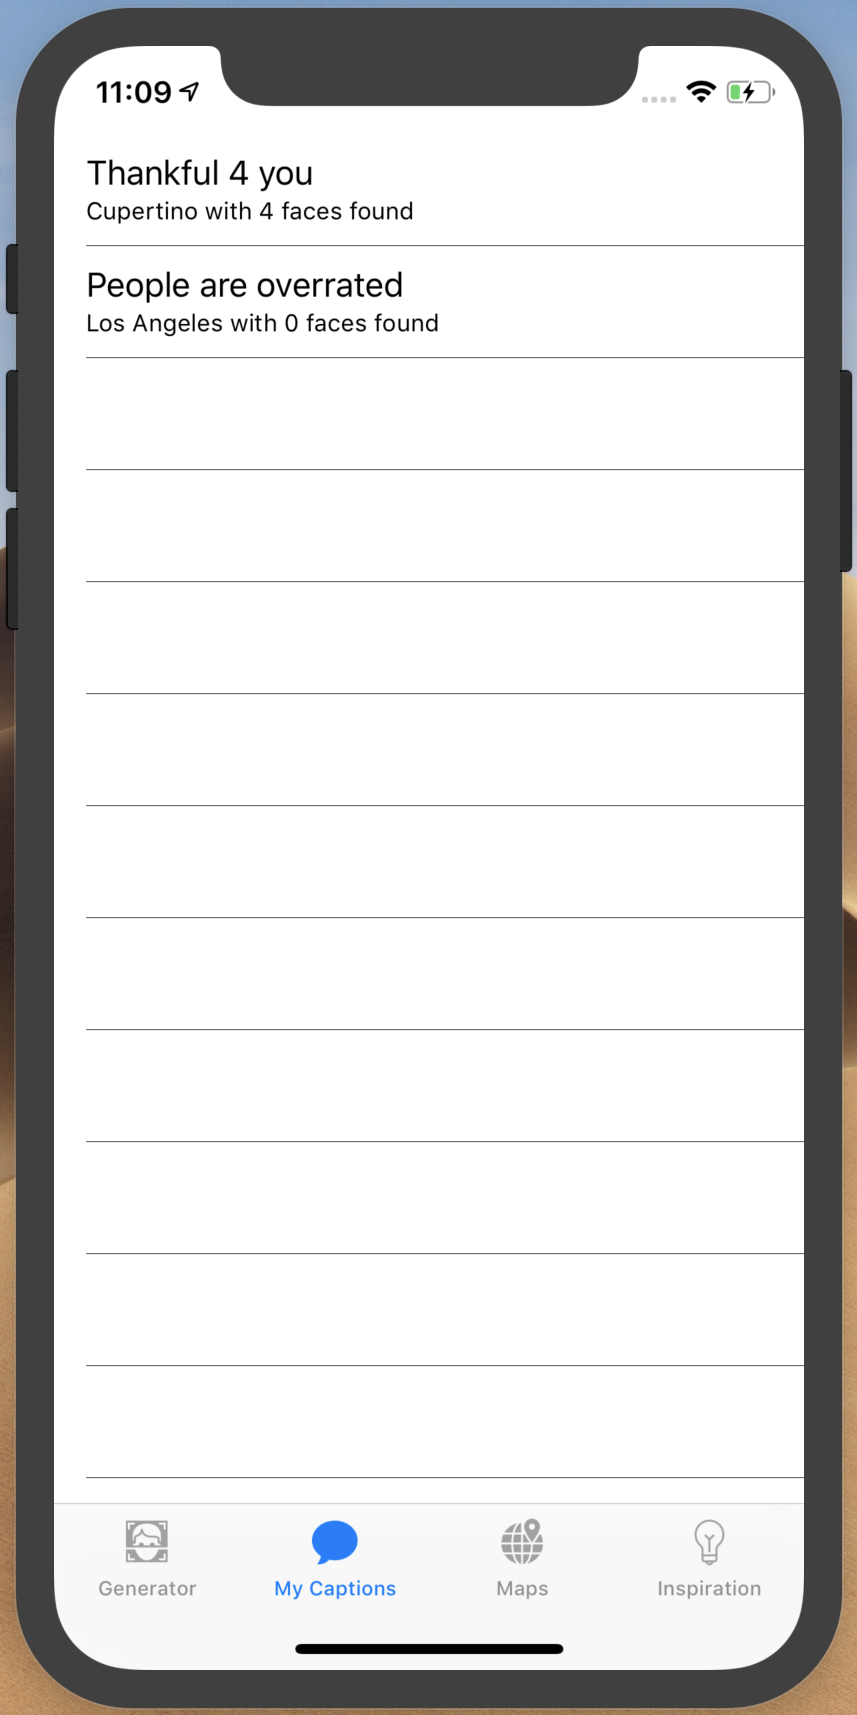 11:09
Thankful 4 you
Cupertino with 4 faces found
People are overrated
Los Angeles with 0 faces found
Generator
My Captions
Maps
Inspiration